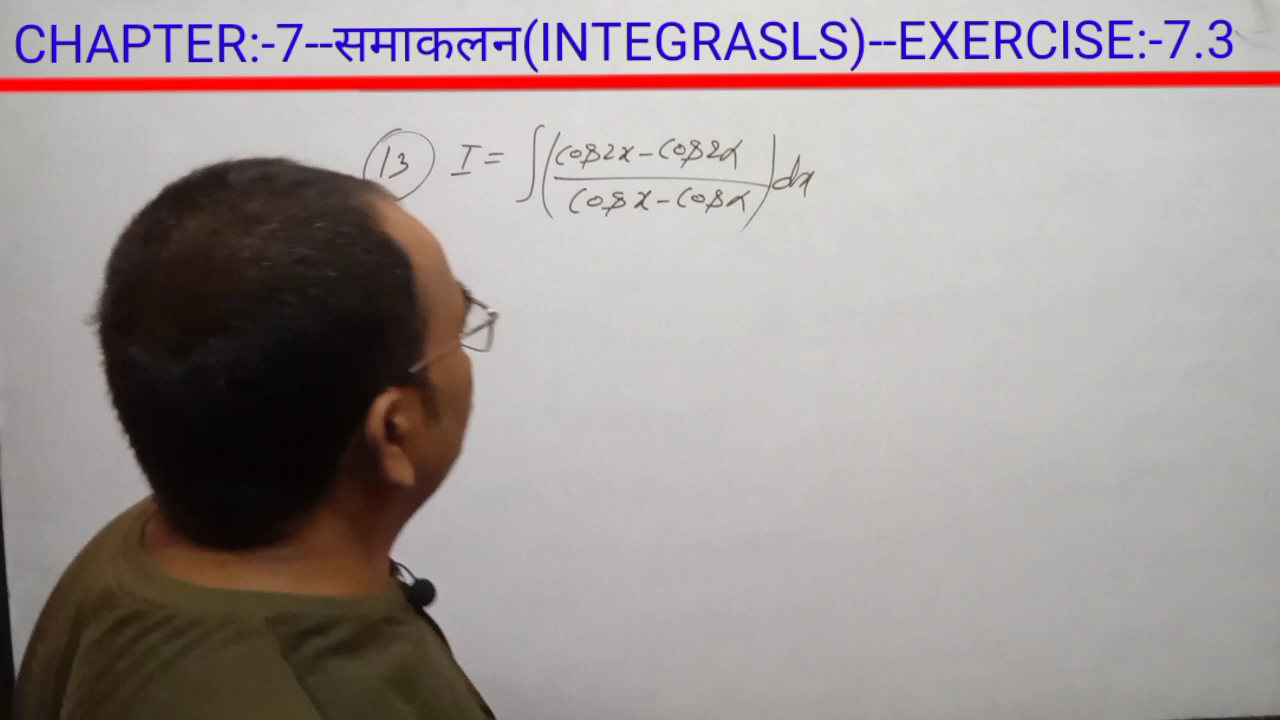 CHAPTER:-7--समाकलन(INTEGRASLS)--EXERCISE:-7.3
13 I = ∫((Cos2x - Cos2α)/(Cosx - Cosα))dx